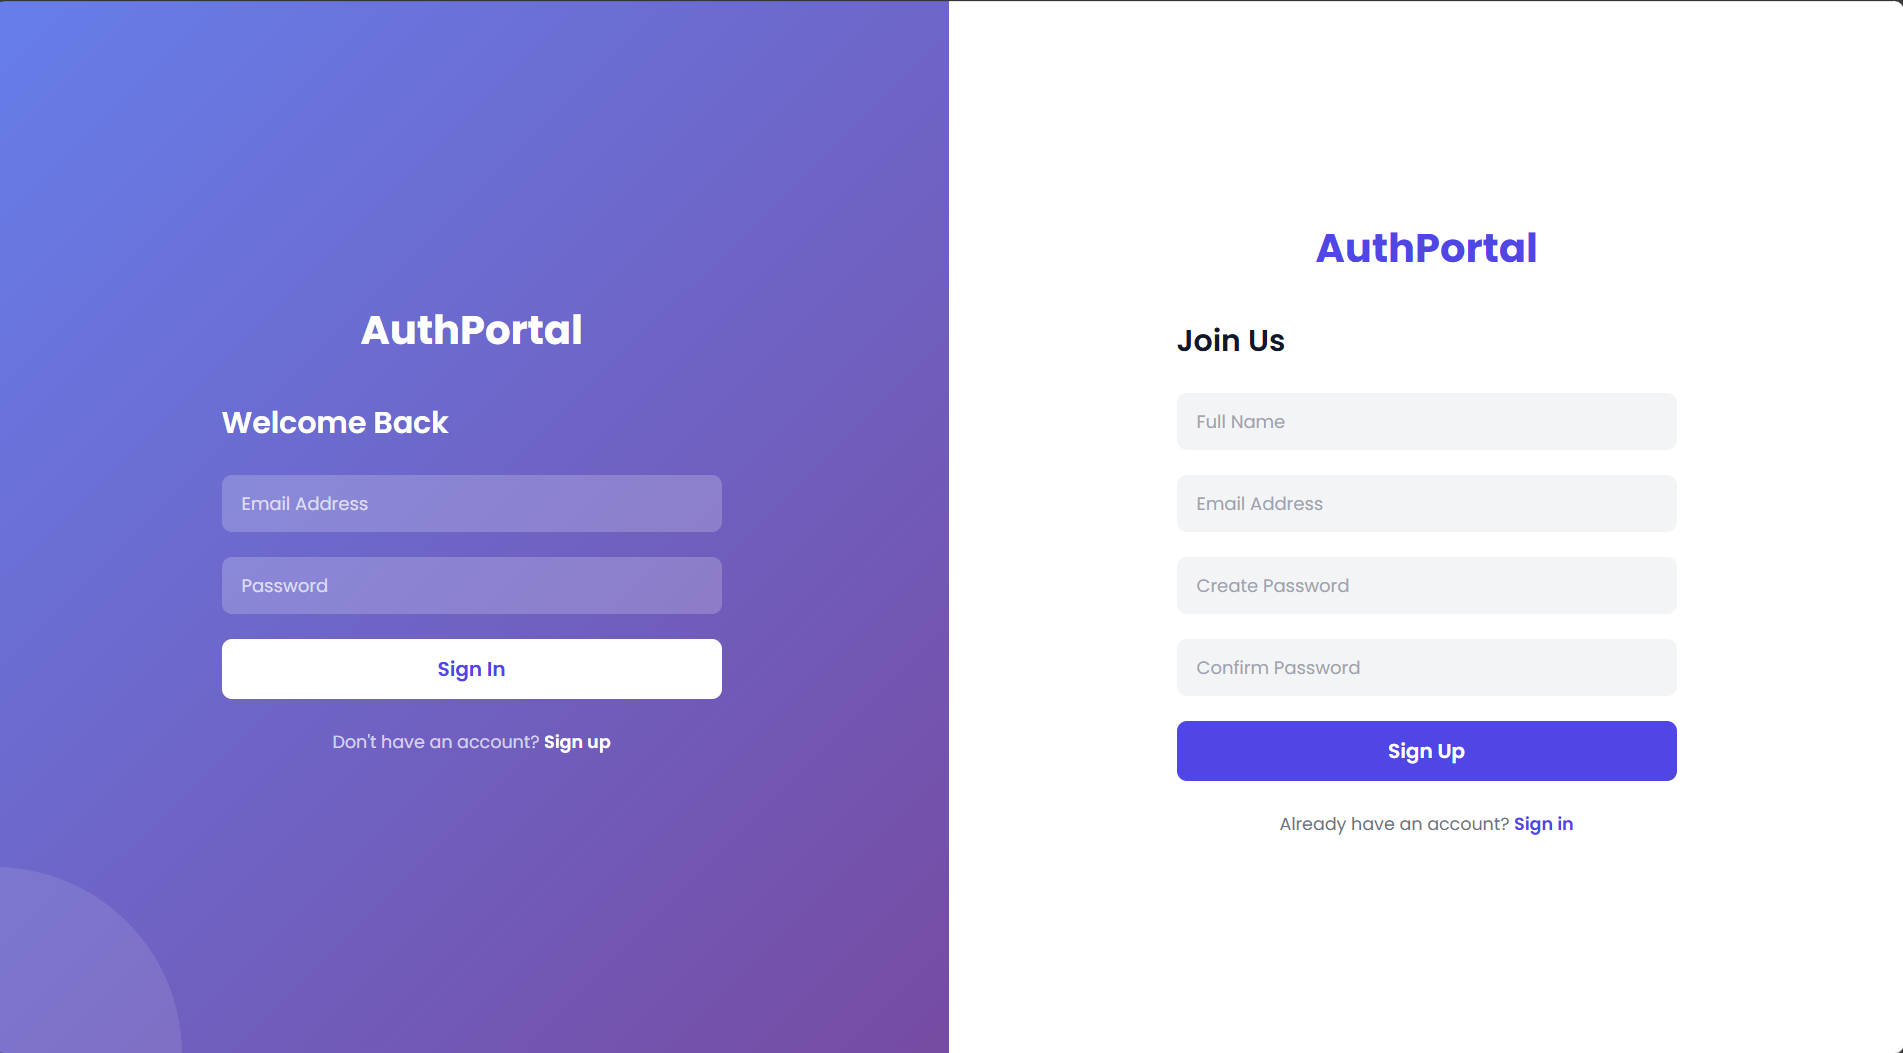 AuthPortal
Welcome Back
Email Address
Password
Sign In
Don't have an account? Sign up
AuthPortal
Join Us
Full Name
Email Address
Create Password
Confirm Password
Sign Up
Already have an account? Sign in